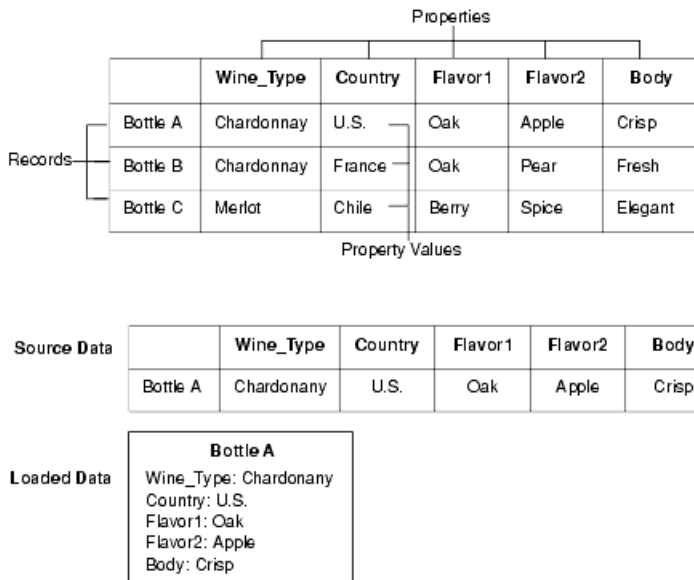 Properties
Wine_Type Country Flavor1 Flavor2 Body
Bottle A Chardonnay U.S. Oak Apple Crisp
Records
Bottle B Chardonnay France Oak Pear Fresh
Bottle C Merlot Chile Berry Spice Elegant
Property Values
Source Data
Wine_Type Country Flavor1 Flavor2 Body
Bottle A Chardonany U.S. Oak Apple Crisp
Loaded Data
Bottle A
Wine_Type: Chardonany
Country: U.S.
Flavor1: Oak
Flavor2: Apple
Body: Crisp